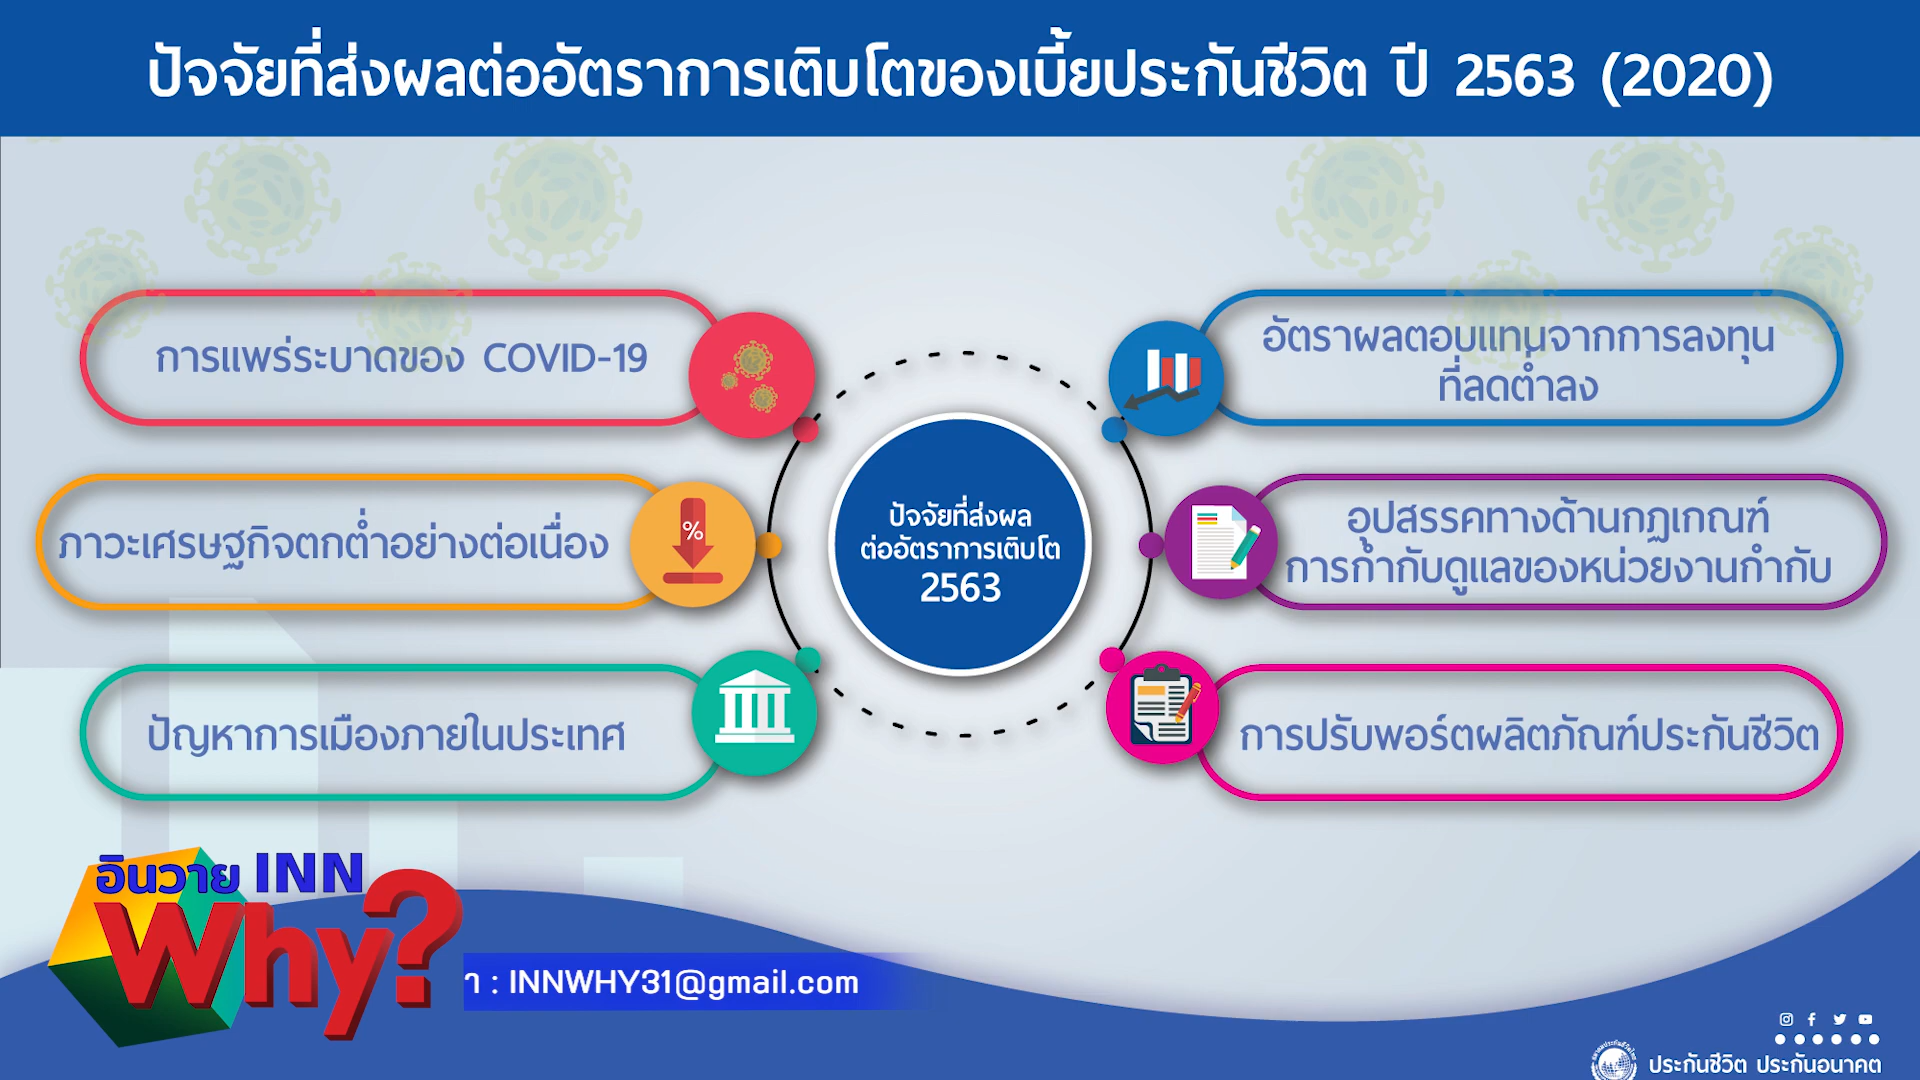 ปัจจัยที่ส่งผลต่ออัตราการเติบโตของเบี้ยประกันชีวิต ปี 2563 (2020)
การแพร่ระบาดของ COVID-19
ภาวะเศรษฐกิจตกต่ำอย่างต่อเนื่อง
%
ปัญหาการเมืองภายในประเทศ
ปัจจัยที่ส่งผล
ต่ออัตราการเติบโต
2563
อัตราผลตอบแทนจากการลงทุน
ที่ลดต่ำลง
อุปสรรคทางด้านกฎเกณฑ์
การกำกับดูแลของหน่วยงานกำกับ
การปรับพอร์ตผลิตภัณฑ์ประกันชีวิต
อินวาย INN
Why?
า : INNWHY31@gmail.com
ประกันชีวิต ประกันอนาคต